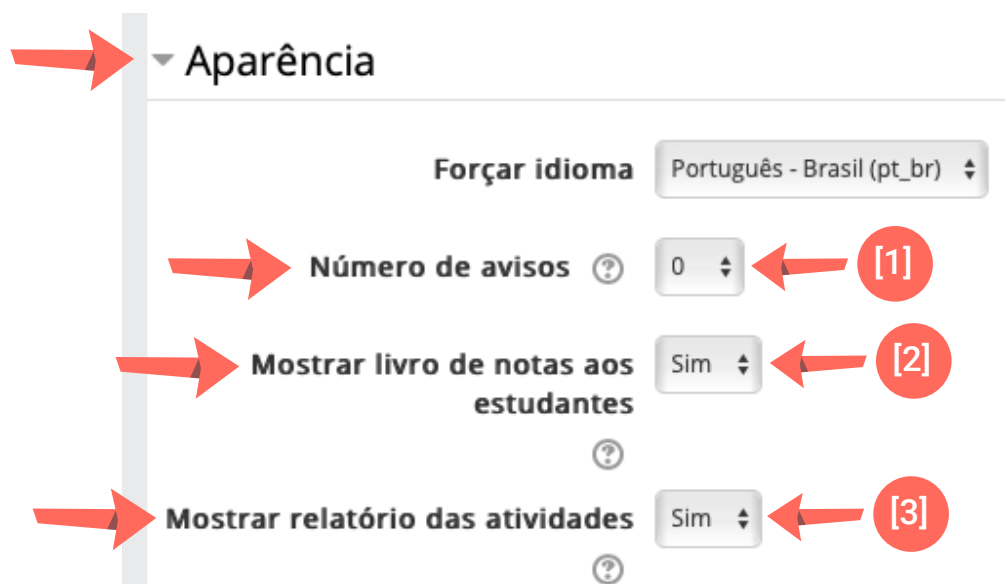 Aparência
Forçar idioma Português - Brasil (pt_br)
Número de avisos ? 0 [1]
Mostrar livro de notas aos Sim [2]
estudantes
?
Mostrar relatório das atividades Sim [3]
?